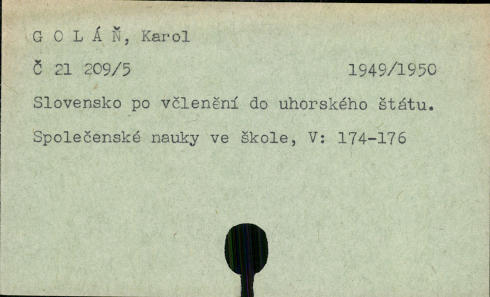 G O L Á Ň, Karol
Č 21 209/5 1949/1950
Slovensko po včlenění do uhorského štátu.
Společenské nauky ve škole, V: 174-176